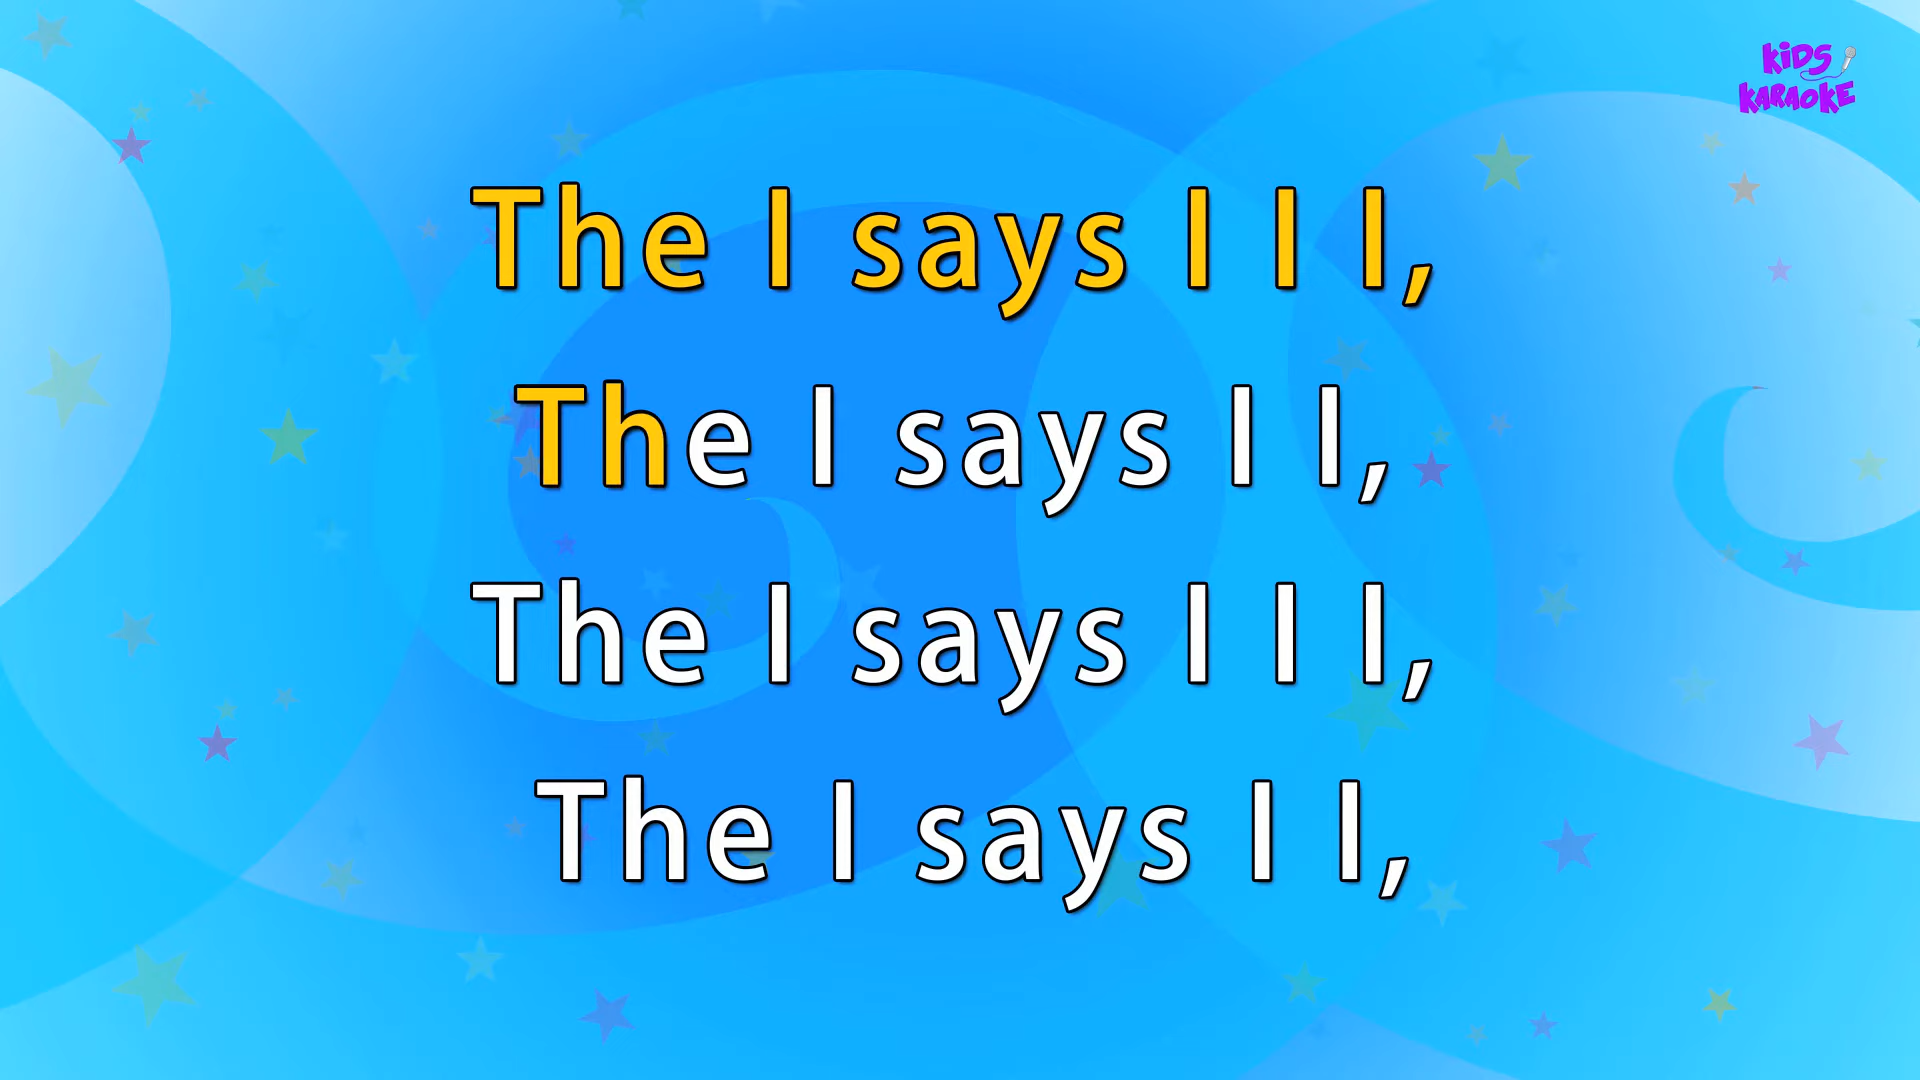 KiDS
KARAOKE
The I says I I I,
The I says I I,
The I says I I I,
The I says I I,